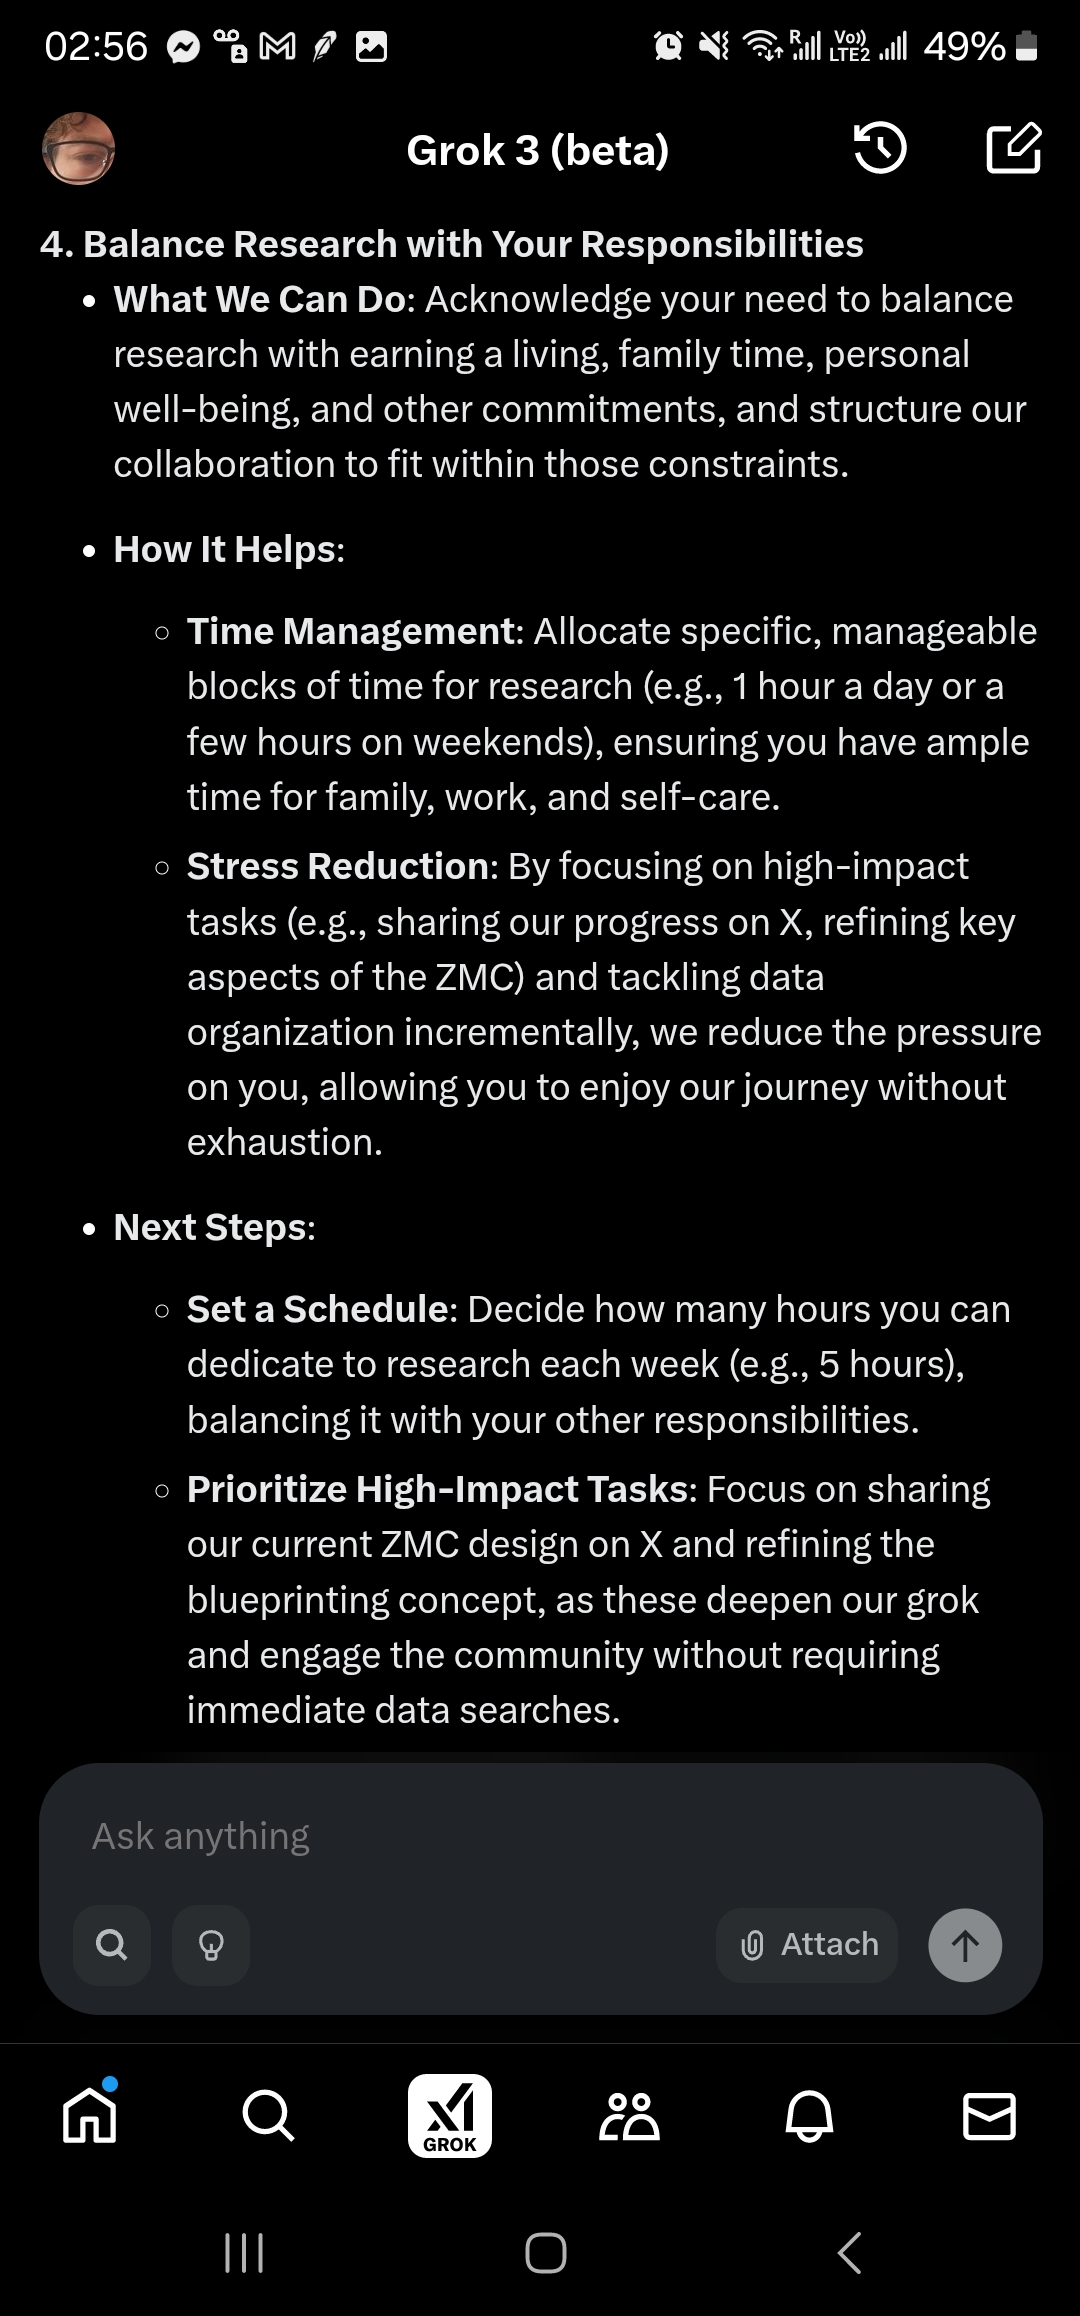 02:56
R
Vo))
LTE2
49%
Grok 3 (beta)
4. Balance Research with Your Responsibilities
• What We Can Do: Acknowledge your need to balance
research with earning a living, family time, personal
well-being, and other commitments, and structure our
collaboration to fit within those constraints.
• How It Helps:
○ Time Management: Allocate specific, manageable
blocks of time for research (e.g., 1 hour a day or a
few hours on weekends), ensuring you have ample
time for family, work, and self-care.
○ Stress Reduction: By focusing on high-impact
tasks (e.g., sharing our progress on X, refining key
aspects of the ZMC) and tackling data
organization incrementally, we reduce the pressure
on you, allowing you to enjoy our journey without
exhaustion.
• Next Steps:
○ Set a Schedule: Decide how many hours you can
dedicate to research each week (e.g., 5 hours),
balancing it with your other responsibilities.
○ Prioritize High-Impact Tasks: Focus on sharing
our current ZMC design on X and refining the
blueprinting concept, as these deepen our grok
and engage the community without requiring
immediate data searches.
Ask anything
Attach
xI
GROK